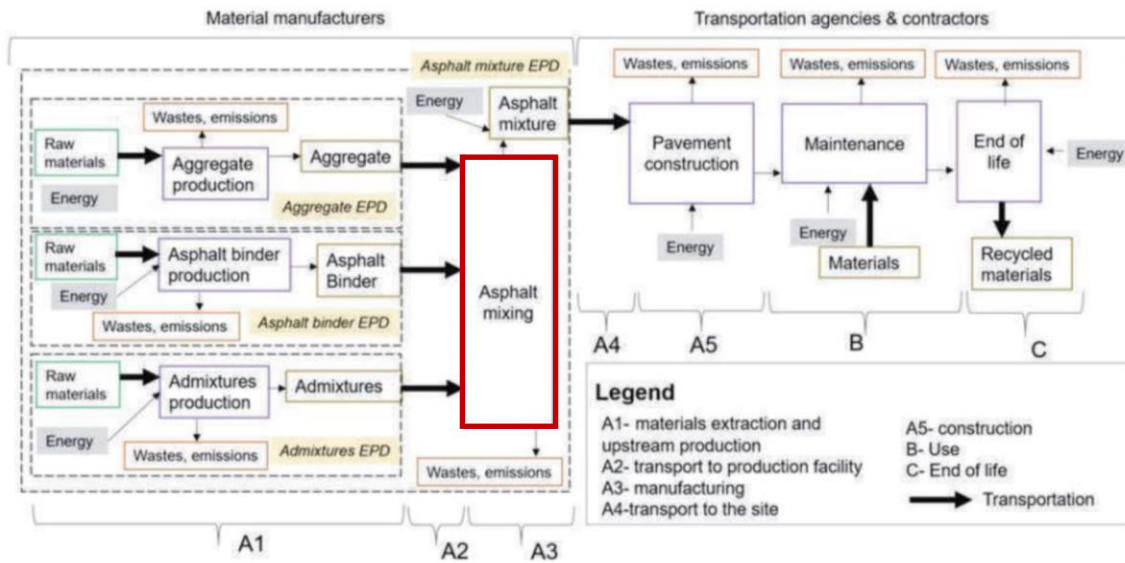 Material manufacturers
Transportation agencies & contractors
Asphalt mixture EPD
Wastes, emissions
Wastes, emissions
Wastes, emissions
Energy
Asphalt
mixture
Wastes, emissions
Raw
materials
Aggregate
production
Aggregate
Energy
Aggregate EPD
Pavement
construction
Maintenance
End of
life
Energy
Energy
Energy
Materials
Recycled
materials
Raw
materials
Asphalt binder
production
Asphalt
Binder
Energy
Wastes, emissions
Asphalt binder EPD
Asphalt
mixing
Raw
materials
Admixtures
production
Admixtures
Energy
Wastes, emissions
Admixtures EPD
Wastes, emissions
A1
A2
A3
A4
A5
B
C
Legend
A1- materials extraction and
upstream production
A2- transport to production facility
A3- manufacturing
A4-transport to the site
A5- construction
B- Use
C- End of life
Transportation